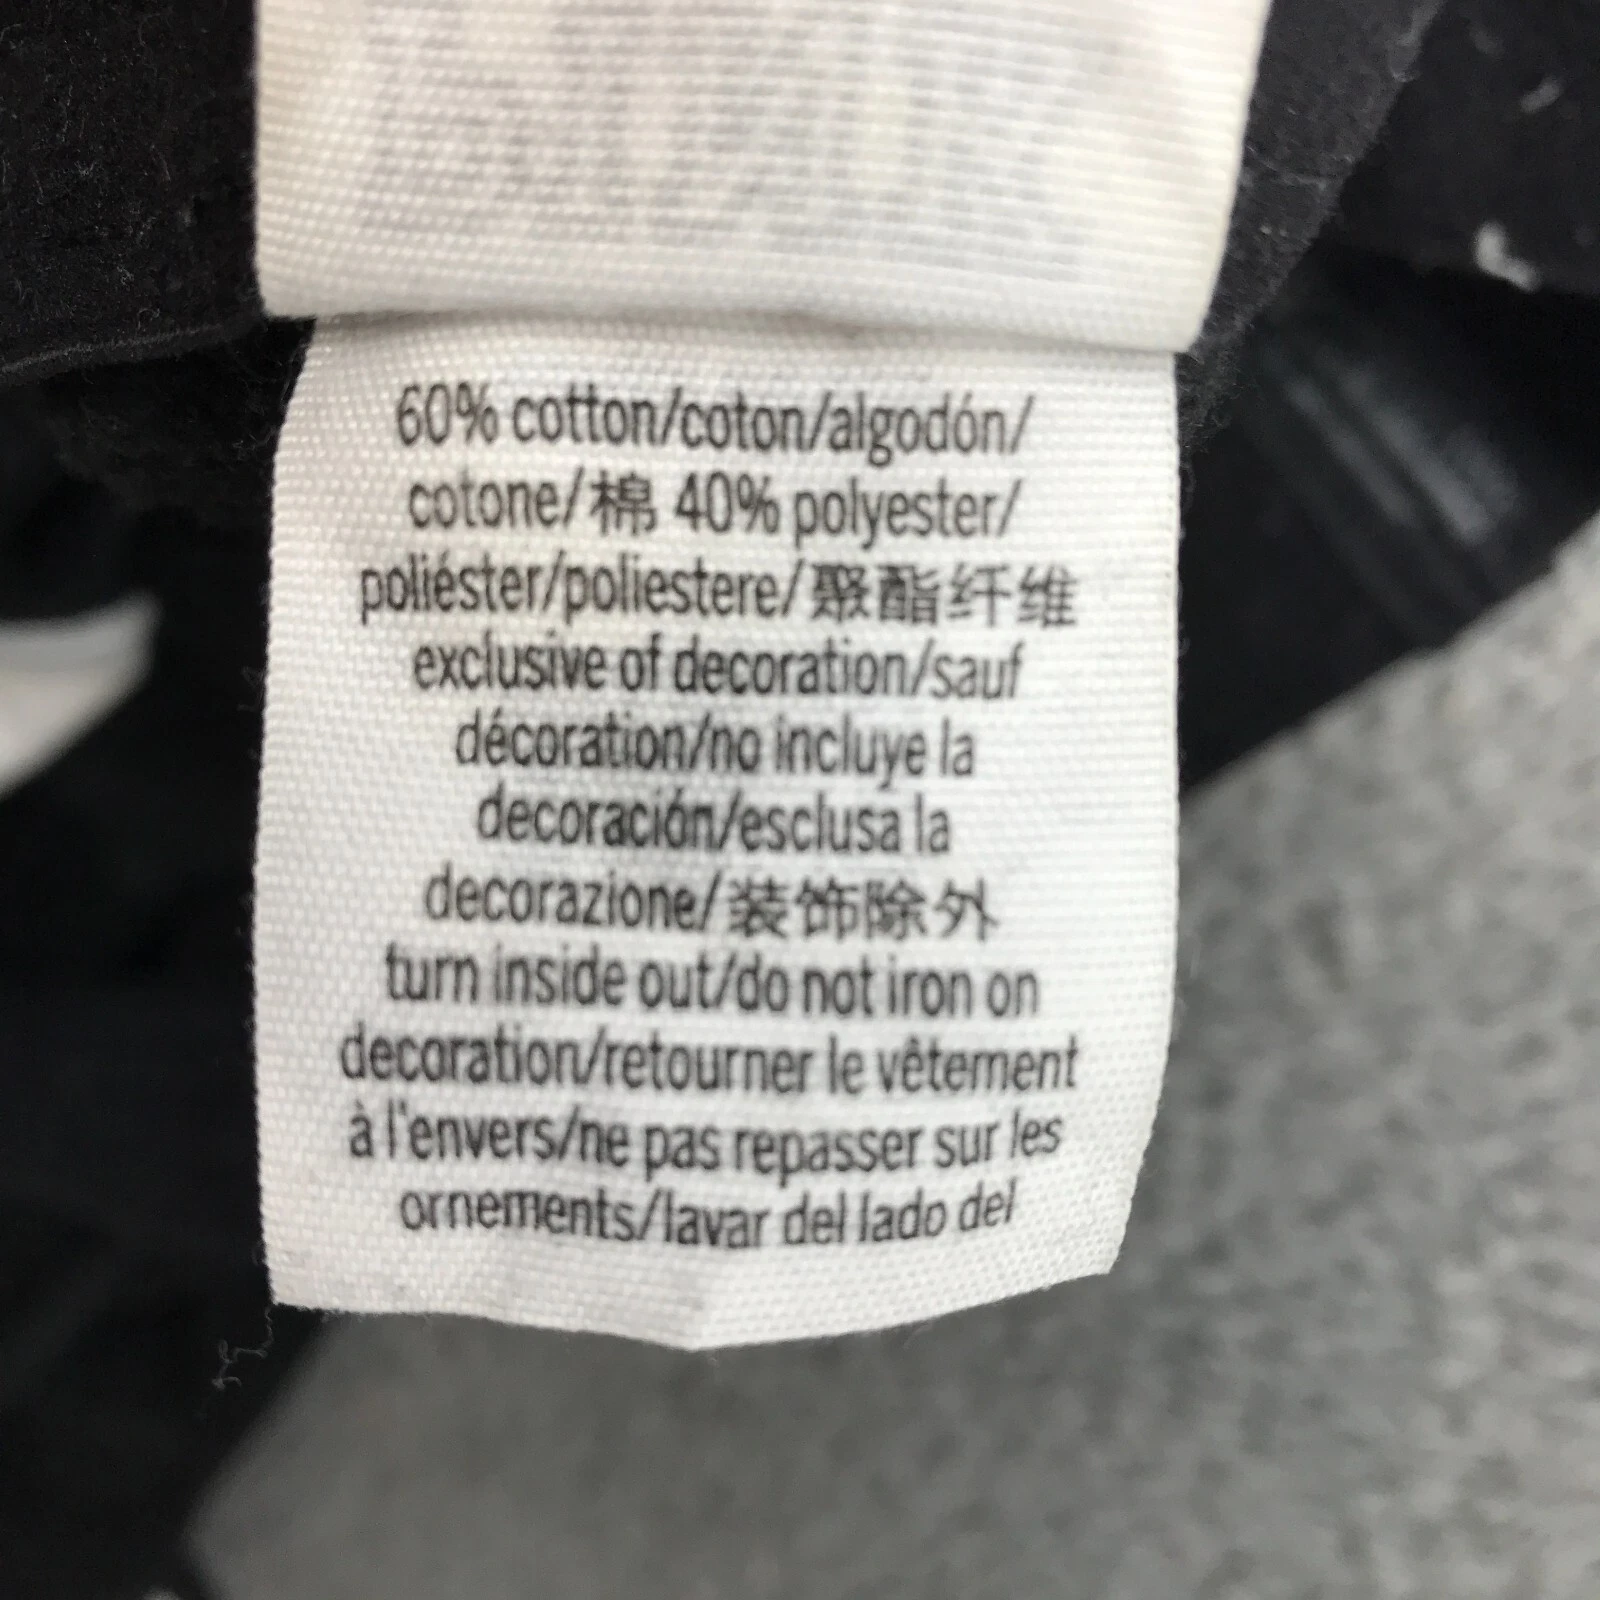 60% cotton/coton/algodón/
cotone/棉 40% polyester/
poliéster/poliestere/聚酯纤维
exclusive of decoration/sauf
décoration/no incluye la
decoración/esclusa la
decorazione/装饰除外
turn inside out/do not iron on
decoration/retourner le vêtement
à l'envers/ne pas repasser sur les
ornements/lavar del lado del